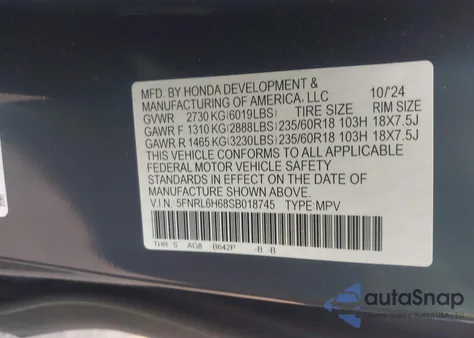 MFD. BY HONDA DEVELOPMENT & 10/'24
MANUFACTURING OF AMERICA, LLC
GVWR 2730 KG (6019LBS) TIRE SIZE RIM SIZE
GAWR F 1310 KG (2888LBS) 235/60R18 103H 18X7.5J
GAWR R 1465 KG (3230LBS) 235/60R18 103H 18X7.5J
THIS VEHICLE CONFORMS TO ALL APPLICABLE
FEDERAL MOTOR VEHICLE SAFETY
STANDARDS IN EFFECT ON THE DATE OF
MANUFACTURE SHOWN ABOVE.
V.I.N. 5FNRL6H68SB018745 TYPE:MPV
THR S AG8 -B642P -B -B
autoSnap